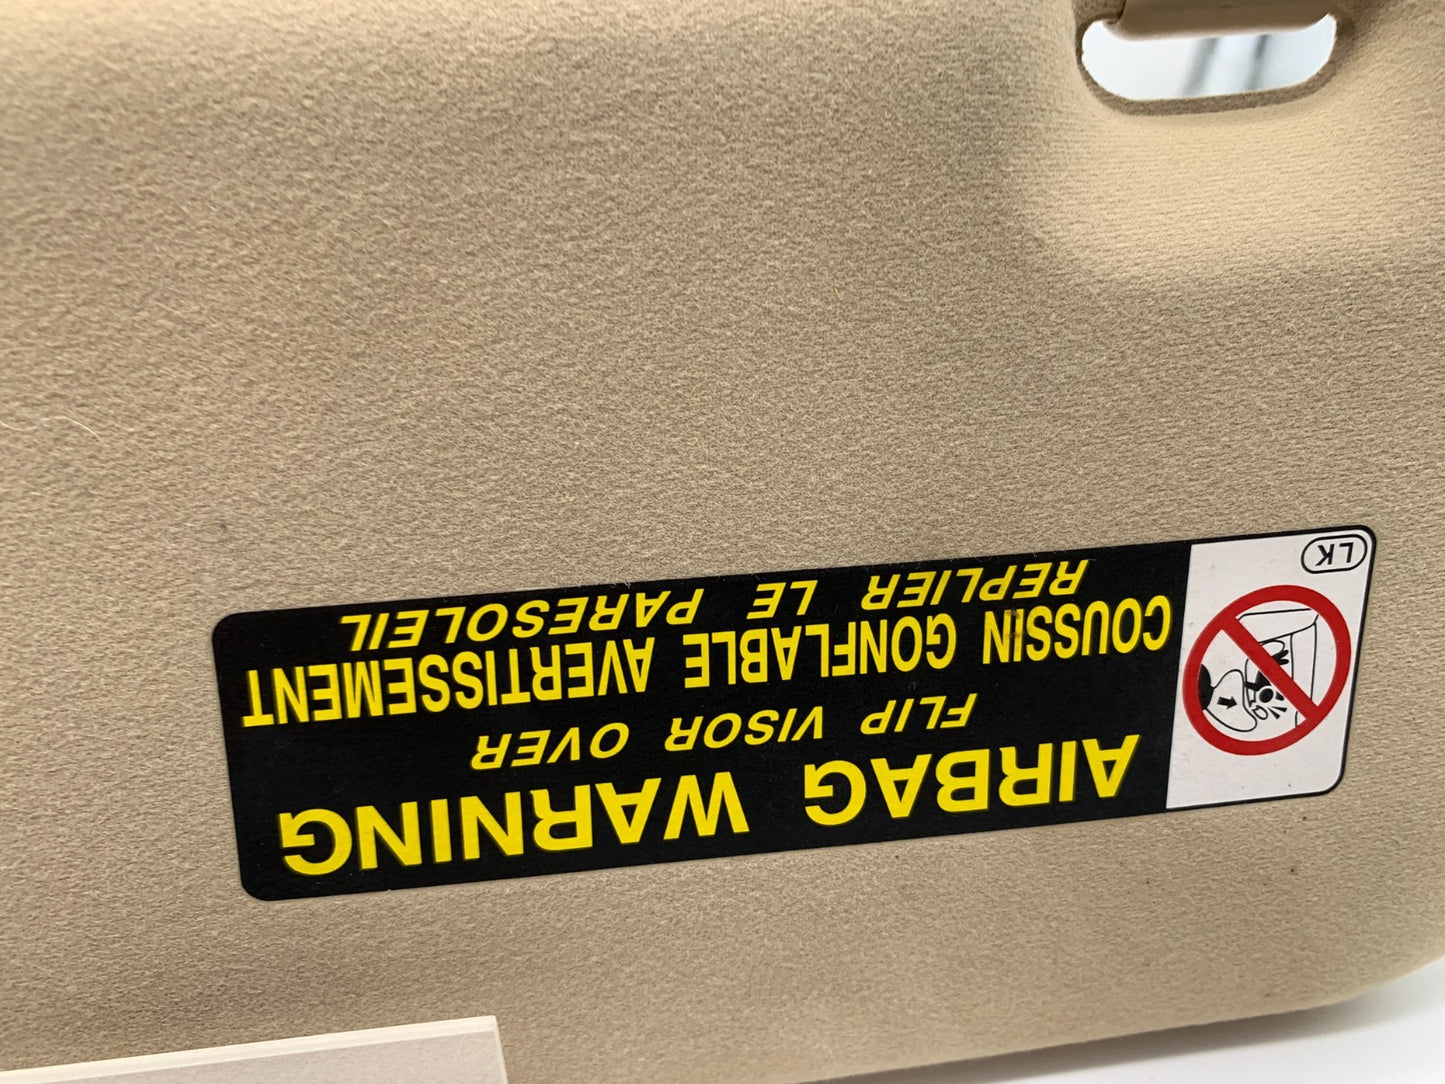 AIRBAG WARNING
FLIP VISOR OVER
COUSSIN GONFLABLE AVERTISSEMENT
REPLIER LE PARESOLEIL
LK